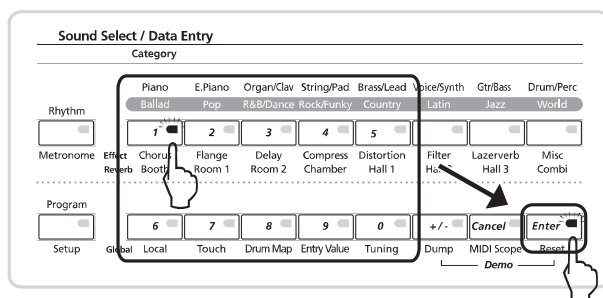 Sound Select / Data Entry
Category
Piano E.Piano Organ/Clav String/Pad Brass/Lead Voice/Synth Gtr/Bass Drum/Perc
Rhythm Ballad Pop R&B/Dance Rock/Funky Country Latin Jazz World
1 2 3 4 5
Metronome Effect Chorus Flange Delay Compress Distortion Filter Lazerverb Misc
Reverb Booth Room 1 Room 2 Chamber Hall 1 Hall 3 Combi
Program
6 7 8 9 0 +/- Cancel Enter
Setup Global Local Touch Drum Map Entry Value Tuning Dump MIDI Scope Reset
Demo